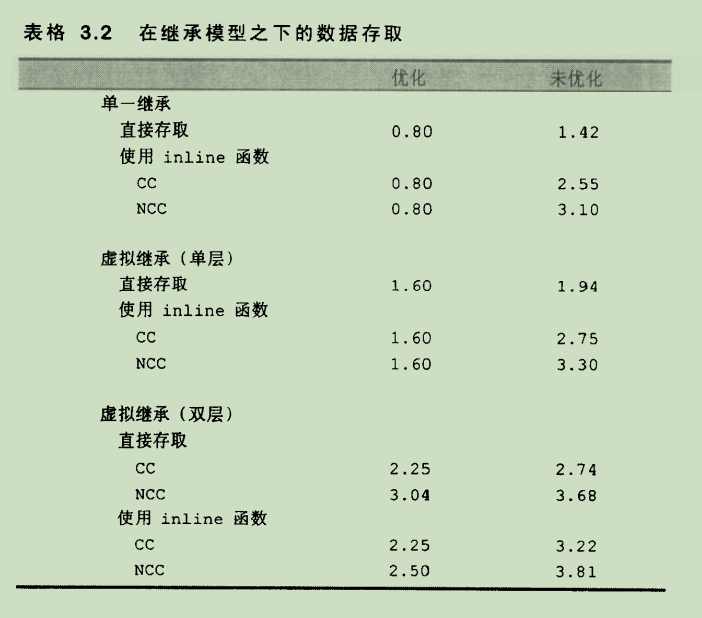 表格 3.2 在继承模型之下的数据存取
优化 未优化
单一继承
直接存取 0.80 1.42
使用 inline 函数
CC 0.80 2.55
NCC 0.80 3.10
虚拟继承（单层）
直接存取 1.60 1.94
使用 inline 函数
CC 1.60 2.75
NCC 1.60 3.30
虚拟继承（双层）
直接存取
CC 2.25 2.74
NCC 3.04 3.68
使用 inline 函数
CC 2.25 3.22
NCC 2.50 3.81